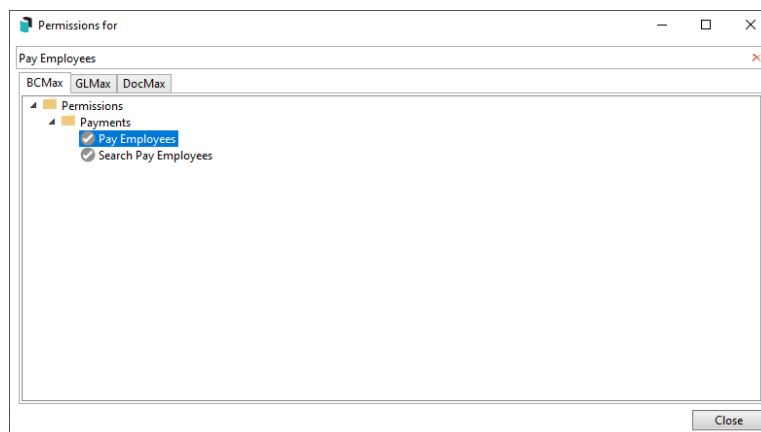 Permissions for
Pay Employees
BCMax GLMax DocMax
Permissions
Payments
Pay Employees
Search Pay Employees
Close